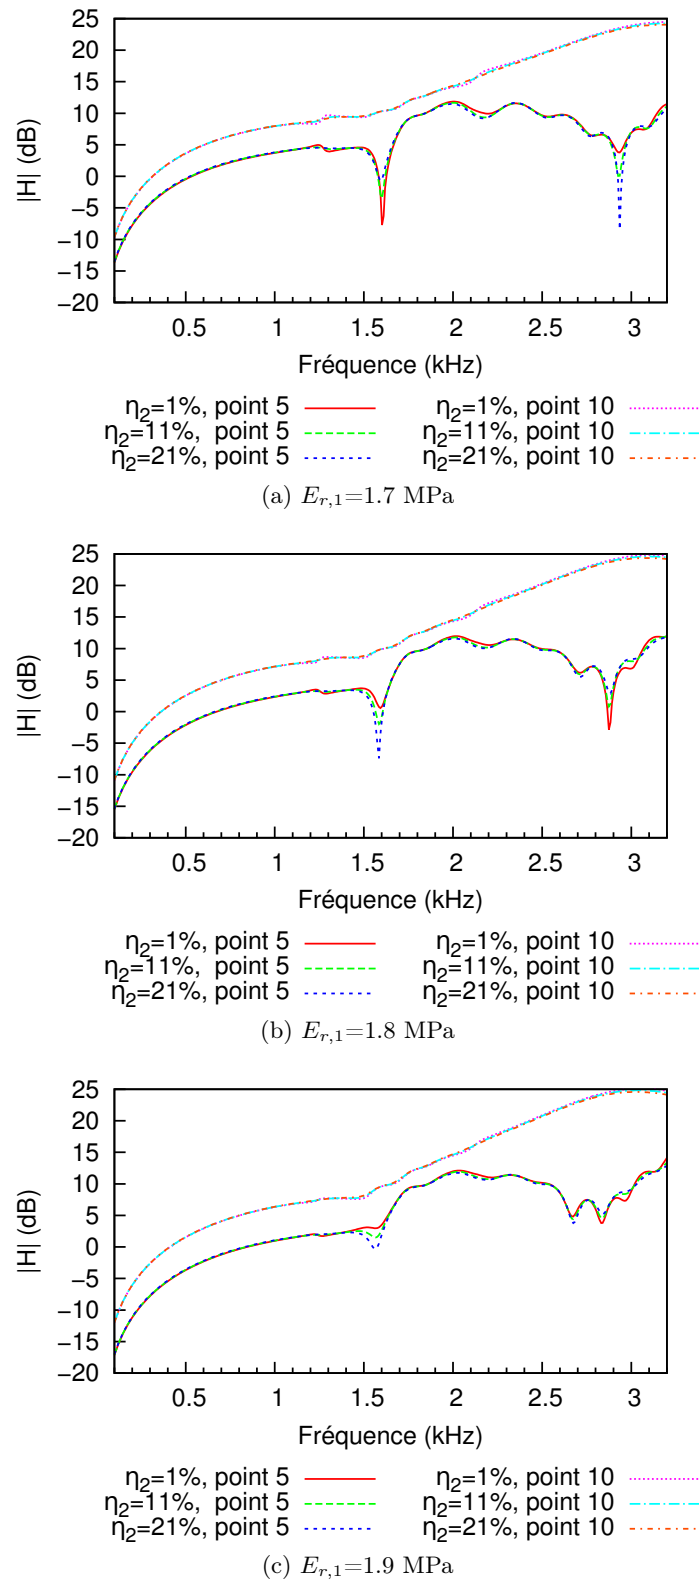 25
20
15
10
5
0
−5
−10
−15
−20
|H| (dB)
0.5 1 1.5 2 2.5 3
Fréquence (kHz)
η2=1%, point 5 η2=1%, point 10
η2=11%, point 5 η2=11%, point 10
η2=21%, point 5 η2=21%, point 10
(a) Er,1=1.7 MPa
25
20
15
10
5
0
−5
−10
−15
−20
|H| (dB)
0.5 1 1.5 2 2.5 3
Fréquence (kHz)
η2=1%, point 5 η2=1%, point 10
η2=11%, point 5 η2=11%, point 10
η2=21%, point 5 η2=21%, point 10
(b) Er,1=1.8 MPa
25
20
15
10
5
0
−5
−10
−15
−20
|H| (dB)
0.5 1 1.5 2 2.5 3
Fréquence (kHz)
η2=1%, point 5 η2=1%, point 10
η2=11%, point 5 η2=11%, point 10
η2=21%, point 5 η2=21%, point 10
(c) Er,1=1.9 MPa